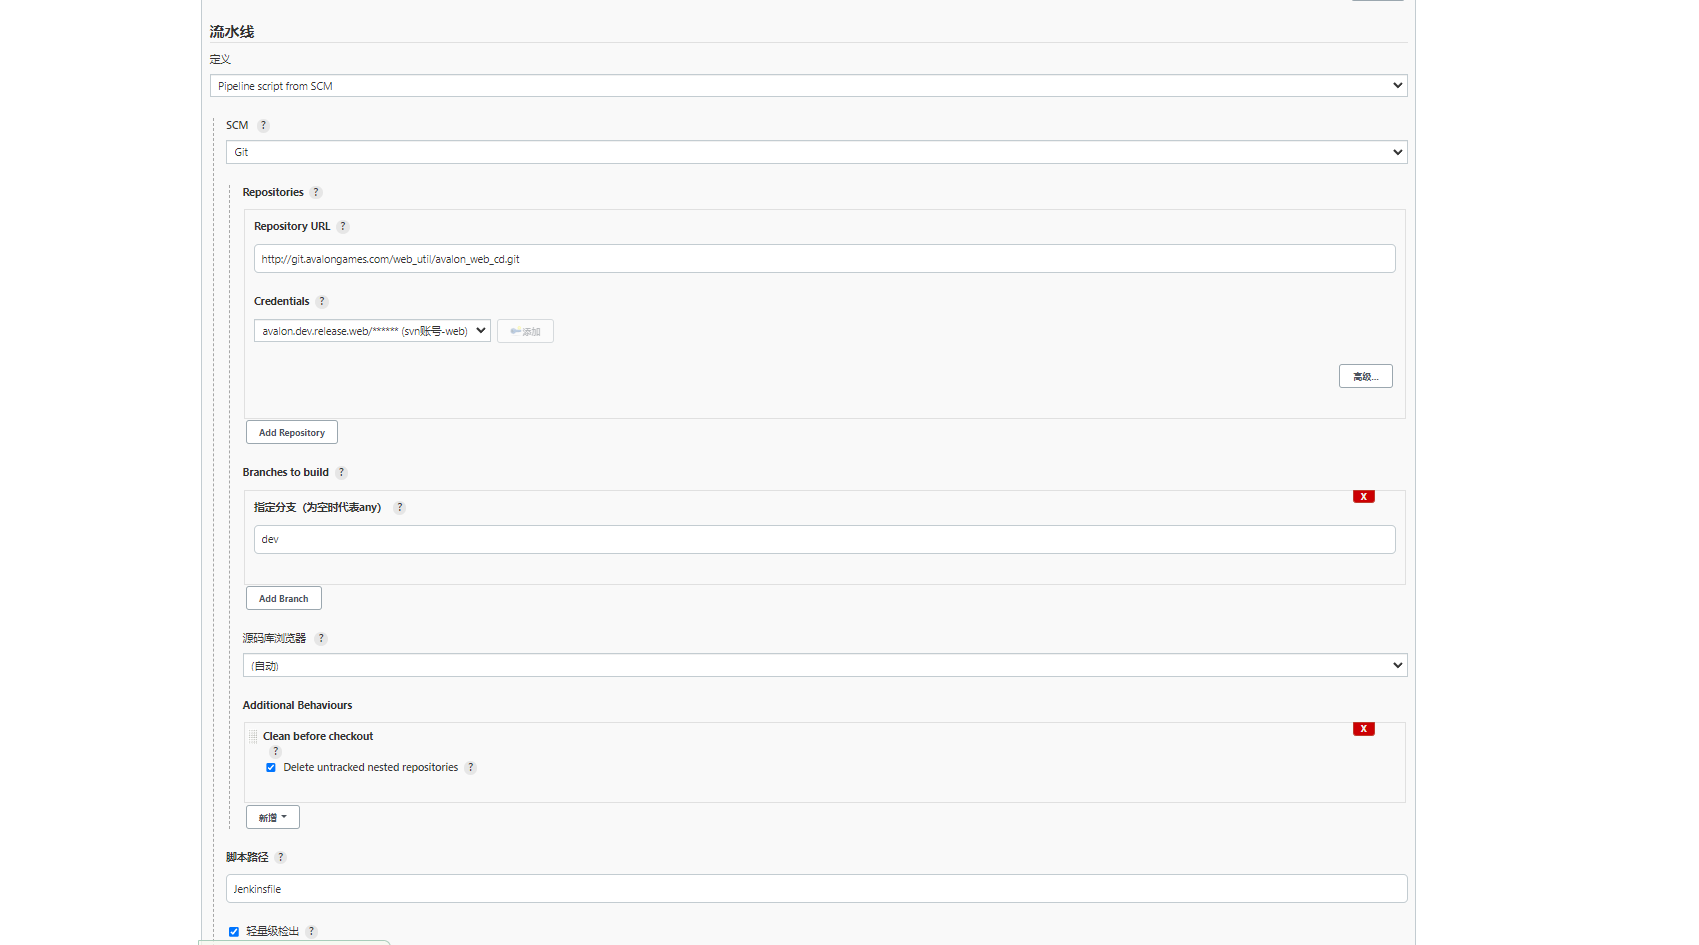 流水线
定义
Pipeline script from SCM
SCM ?
Git
Repositories ?
Repository URL ?
http://git.avalongames.com/web_util/avalon_web_cd.git
Credentials ?
avalon.dev.release.web/****** (svn账号-web)
添加
高级...
Add Repository
Branches to build ?
X
指定分支（为空时代表any） ?
dev
Add Branch
源码库浏览器 ?
(自动)
Additional Behaviours
X
Clean before checkout
?
Delete untracked nested repositories ?
新增
脚本路径 ?
Jenkinsfile
轻量级检出 ?